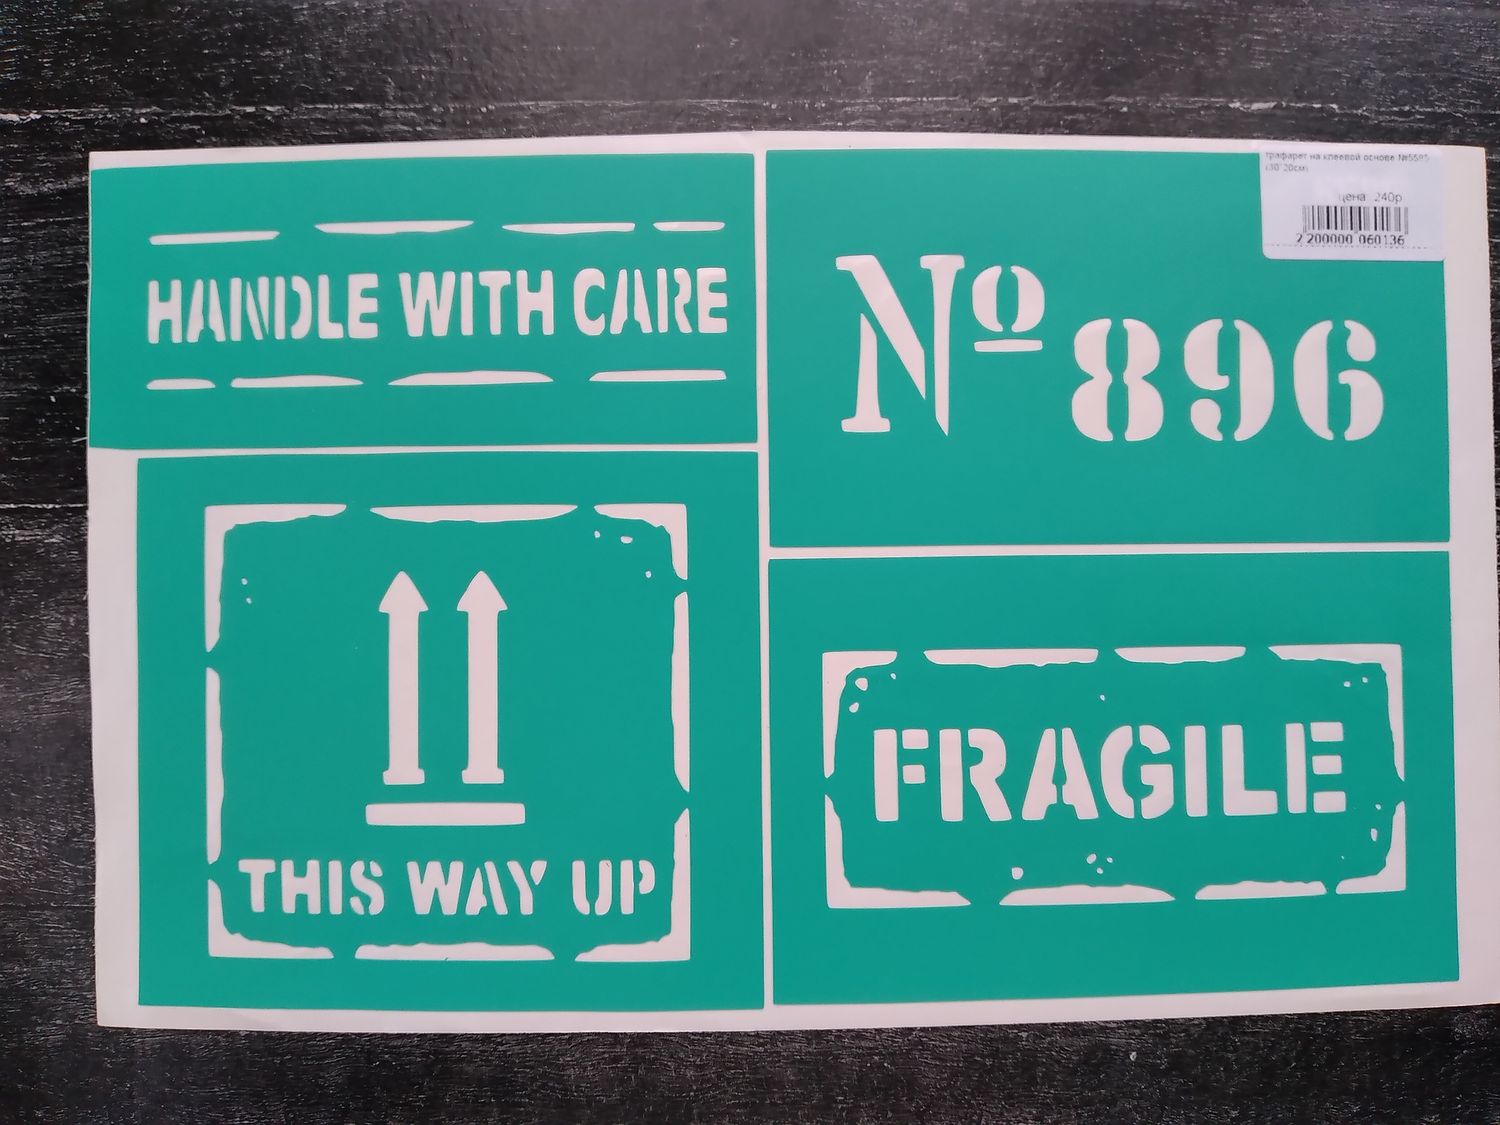 HANDLE WITH CARE
THIS WAY UP
трафарет на клеевой основе
(30*20см)
цена 240р
2 200000 060136
Nº 896
FRAGILE